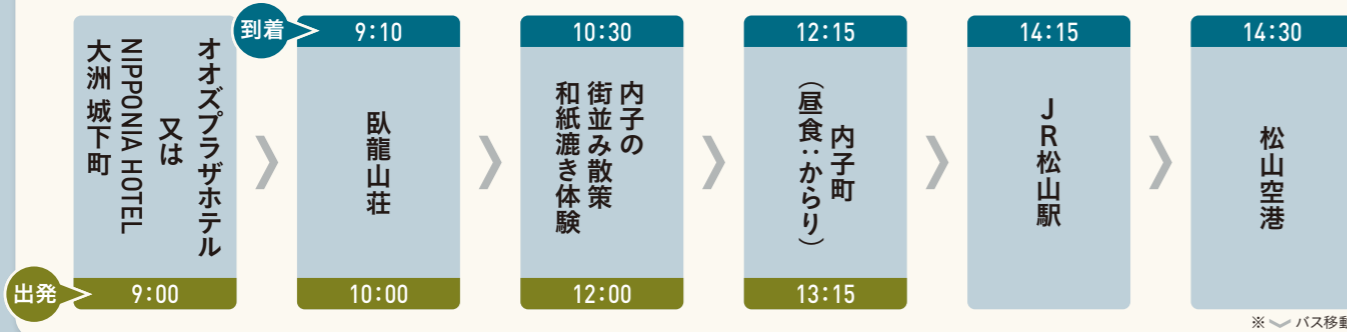 オオズプラザホテル
又は
NIPPONIA HOTEL
大洲 城下町
出発
9:00
到着
9:10
臥龍山荘
10:00
10:30
内子の
街並み散策
和紙漉き体験
12:00
12:15
内子町
（昼食：からり）
13:15
14:15
JR松山駅
14:30
松山空港
※ バス移動